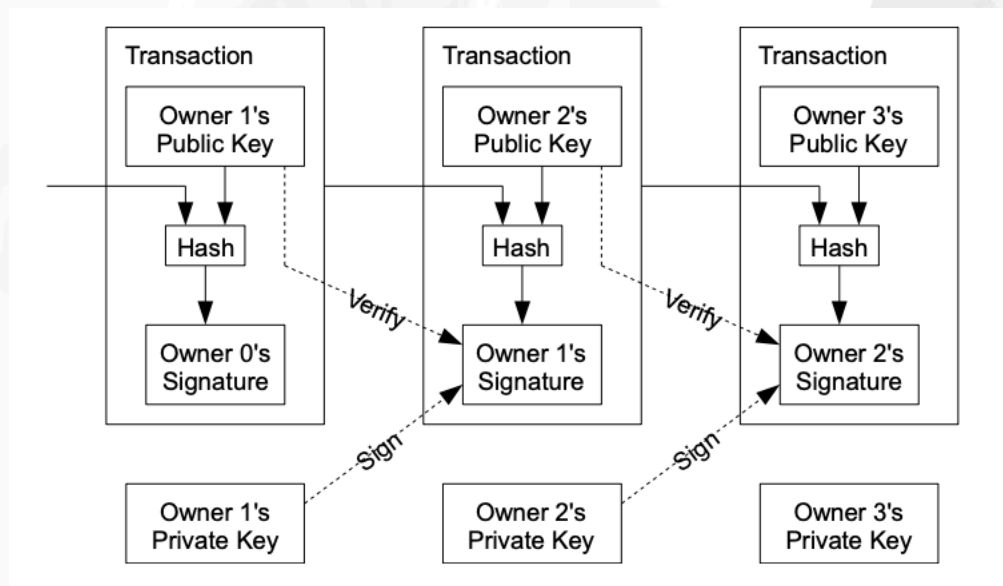 Transaction
Transaction
Transaction
Owner 1's
Public Key
Owner 2's
Public Key
Owner 3's
Public Key
Hash
Hash
Hash
Verify
Verify
Owner 0's
Signature
Owner 1's
Signature
Owner 2's
Signature
Sign
Sign
Owner 1's
Private Key
Owner 2's
Private Key
Owner 3's
Private Key